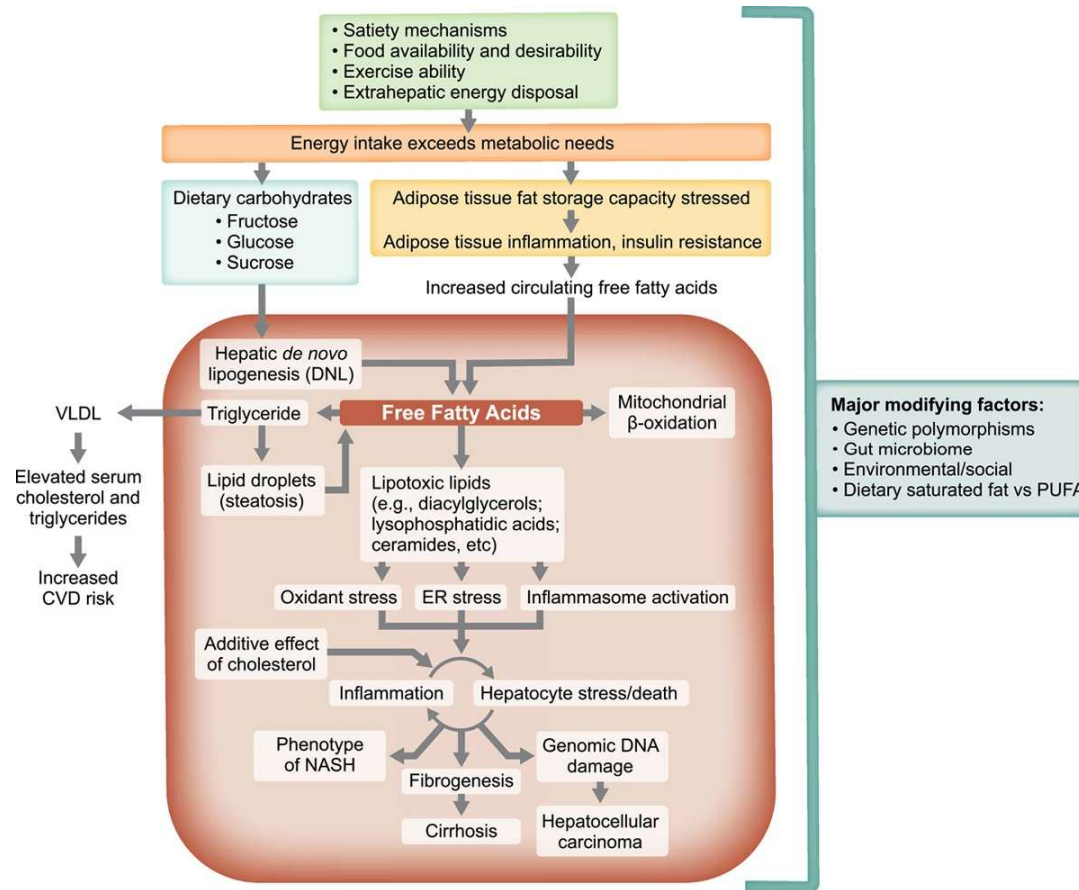 • Satiety mechanisms
• Food availability and desirability
• Exercise ability
• Extrahepatic energy disposal
Energy intake exceeds metabolic needs
Dietary carbohydrates
• Fructose
• Glucose
• Sucrose
Adipose tissue fat storage capacity stressed
Adipose tissue inflammation, insulin resistance
Increased circulating free fatty acids
Hepatic de novo
lipogenesis (DNL)
VLDL
Triglyceride
Free Fatty Acids
Mitochondrial
β-oxidation
Elevated serum
cholesterol and
triglycerides
Lipid droplets
(steatosis)
Lipotoxic lipids
(e.g., diacylglycerols;
lysophosphatidic acids;
ceramides, etc)
Increased
CVD risk
Oxidant stress
ER stress
Inflammasome activation
Additive effect
of cholesterol
Inflammation
Hepatocyte stress/death
Phenotype
of NASH
Fibrogenesis
Genomic DNA
damage
Cirrhosis
Hepatocellular
carcinoma
Major modifying factors:
• Genetic polymorphisms
• Gut microbiome
• Environmental/social
• Dietary saturated fat vs PUFA